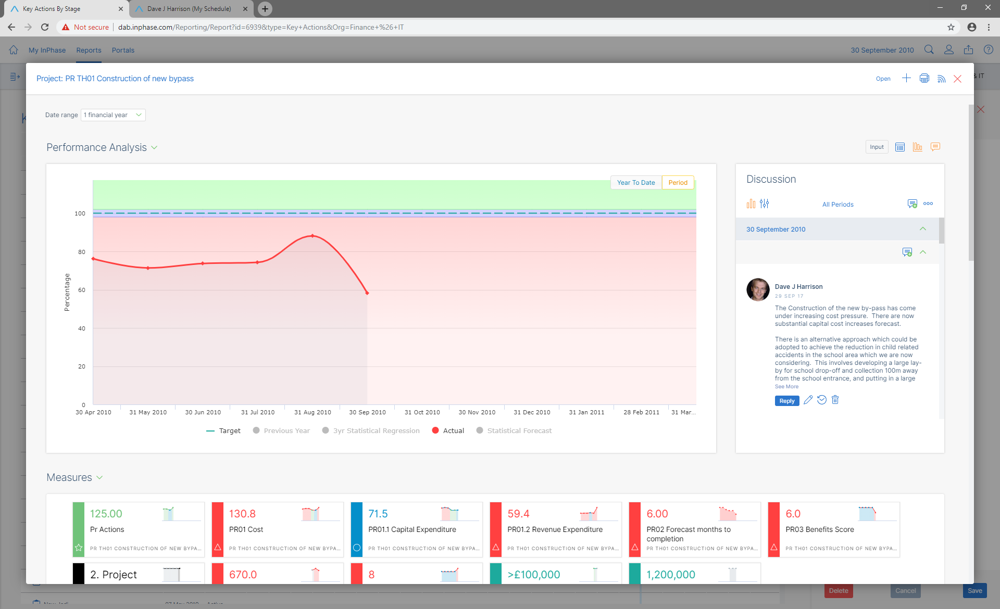 Key Actions By Stage
Dave J Harrison (My Schedule)
Not secure
dab.inphase.com/Reporting/Report?id=6939&type=Key+Actions&Org=Finance+%26+IT
My InPhase
Reports
Portals
30 September 2010
Project: PR TH01 Construction of new bypass
Open
& IT
K
Date range
1 financial year
Performance Analysis
Input
Year To Date
Period
Percentage
100
80
60
40
20
0
30 Apr 2010
31 May 2010
30 Jun 2010
31 Jul 2010
31 Aug 2010
30 Sep 2010
31 Oct 2010
30 Nov 2010
31 Dec 2010
31 Jan 2011
28 Feb 2011
31 Mar...
Target
Previous Year
3yr Statistical Regression
Actual
Statistical Forecast
Discussion
All Periods
30 September 2010
Dave J Harrison
29 SEP 17
The Construction of the new by-pass has come
under increasing cost pressure.  There are now
substantial capital cost increases forecast.
There is an alternative approach which could be
adopted to achieve the reduction in child related
accidents in the school area which we are now
considering.  This involves developing a large lay-
by for school drop-off and collection 100m away
from the school entrance, and putting in a large
See More
Reply
Measures
125.00
Pr Actions
PR TH01 CONSTRUCTION OF NEW BYPA...
130.8
PR01 Cost
PR TH01 CONSTRUCTION OF NEW BYPA...
71.5
PR01.1 Capital Expenditure
PR TH01 CONSTRUCTION OF NEW BYPA...
59.4
PR01.2 Revenue Expenditure
PR TH01 CONSTRUCTION OF NEW BYPA...
6.00
PR02 Forecast months to
completion
PR TH01 CONSTRUCTION OF NEW BYPA...
6.0
PR03 Benefits Score
PR TH01 CONSTRUCTION OF NEW BYPA...
2. Project
670.0
8
>£100,000
1,200,000
Delete
Cancel
Save